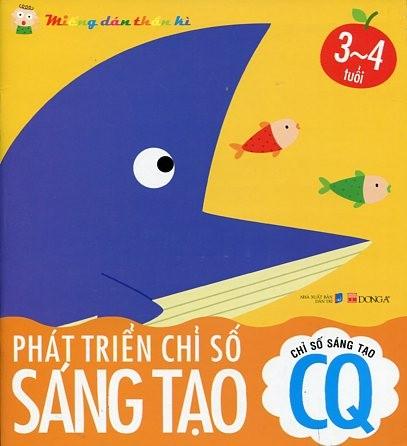 Miếng dán thần kì
3~4
tuổi
NHÀ XUẤT BẢN
DÂN TRÍ
ĐÔNG A
PHÁT TRIỂN CHỈ SỐ
SÁNG TẠO
CHỈ SỐ SÁNG TẠO
CQ